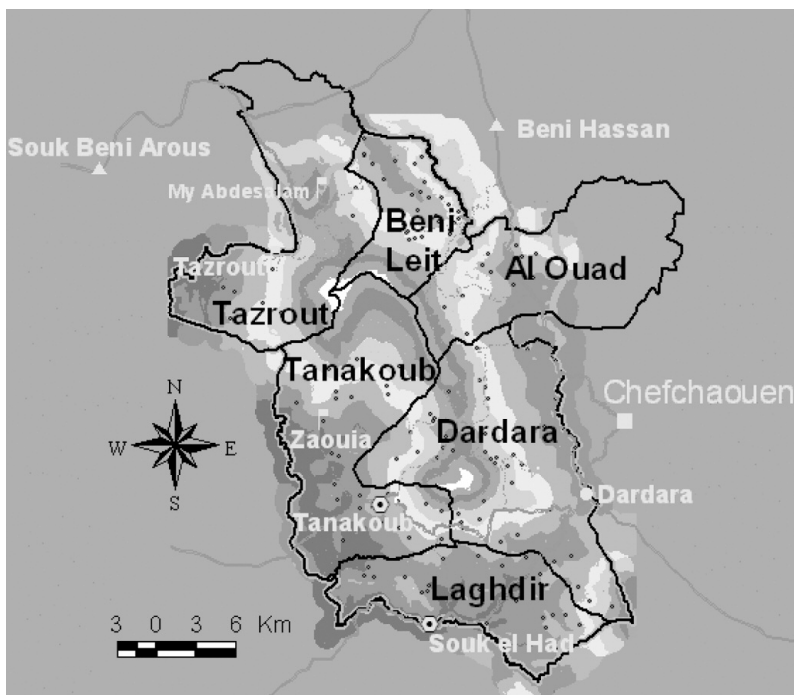 Beni Hassan
Souk Beni Arous
My Abdesalam
Beni
Leit
Al Ouad
Tazrout
Tazrout
Tanakoub
Chefchaouen
N
W E
S
Zaouia
Dardara
Dardara
Tanakoub
Laghdir
3 0 3 6 Km
Souk el Had